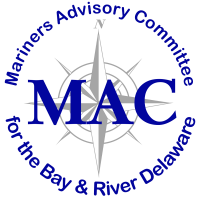 Mariners Advisory Committee
N
MAC
for the Bay & River Delaware